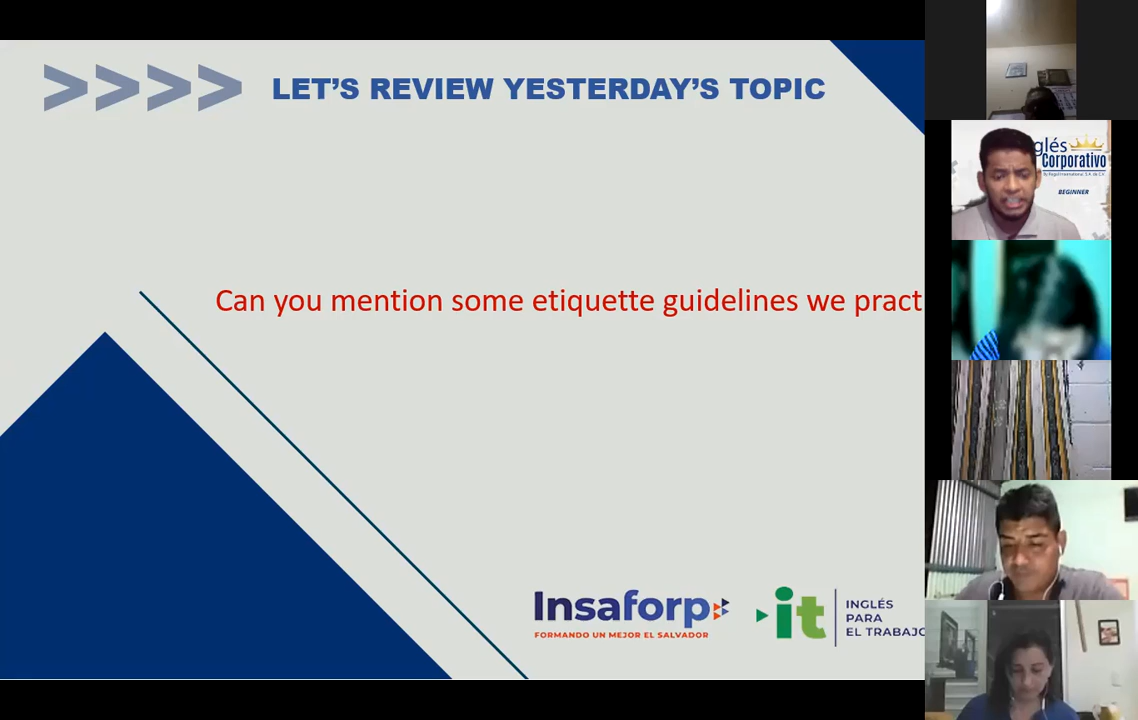 >>>> LET'S REVIEW YESTERDAY'S TOPIC
Can you mention some etiquette guidelines we pract
Insaforp
FORMANDO UN MEJOR EL SALVADOR
it
INGLÉS
PARA
EL TRABAJO
glés
Corporativo
BEGINNER